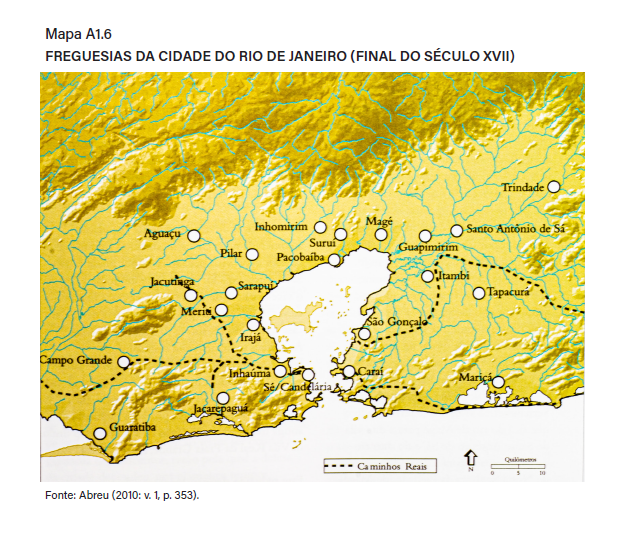 Mapa A1.6
FREGUESIAS DA CIDADE DO RIO DE JANEIRO (FINAL DO SÉCULO XVII)
Trindade
Aguaçu
Inhomirim
Suruí
Magé
Santo Antônio de Sá
Guapimirim
Pilar
Pacobaíba
Itambi
Jacutinga
Sarapuí
Tapacurá
Meriti
São Gonçalo
Irajá
Campo Grande
Inhaúma
Caraí
Sé/Candelária
Maricá
Jacarepaguá
Guaratiba
Caminhos Reais
N
Quilômetros
0 5 10
Fonte: Abreu (2010: v. 1, p. 353).